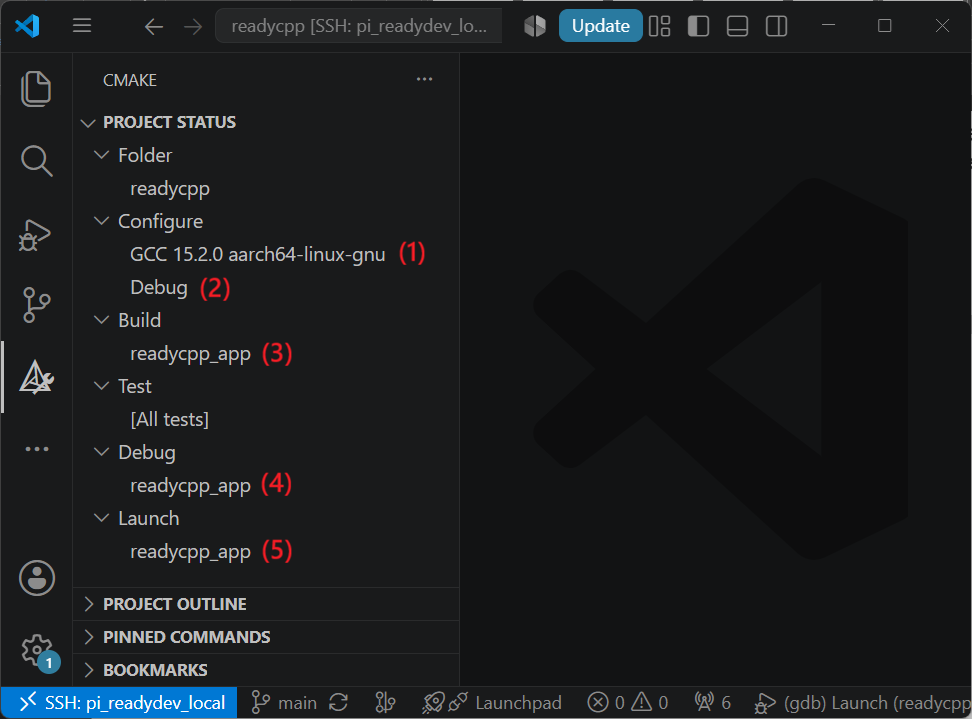 readycpp [SSH: pi_readydev_lo...
Update
CMAKE
PROJECT STATUS
Folder
readycpp
Configure
GCC 15.2.0 aarch64-linux-gnu (1)
Debug (2)
Build
readycpp_app (3)
Test
[All tests]
Debug
readycpp_app (4)
Launch
readycpp_app (5)
PROJECT OUTLINE
PINNED COMMANDS
BOOKMARKS
1
SSH: pi_readydev_local main Launchpad 0 0 6 (gdb) Launch (readycpp